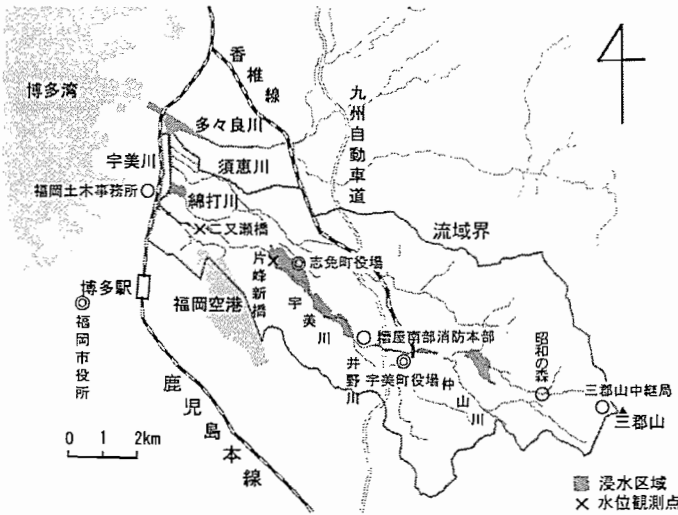 博多湾
香椎線
九州自動車道
多々良川
宇美川
須恵川
福岡土木事務所
綿打川
二又瀬橋
流域界
片峰新橋
志免町役場
博多駅
福岡空港
宇美川
福岡市役所
糟屋南部消防本部
昭和の森
井野川
宇美町役場
仲山川
三郡山中継局
三郡山
鹿児島本線
0 1 2km
浸水区域
水位観測点